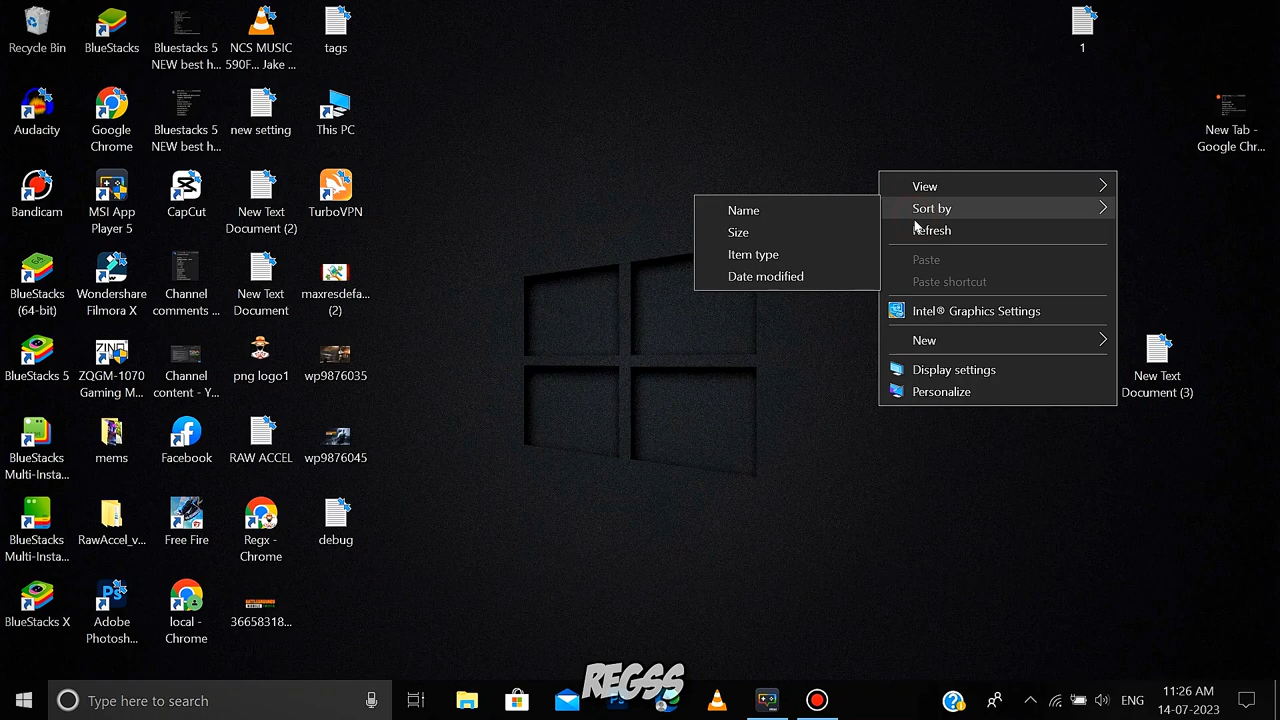 Recycle Bin
BlueStacks
Bluestacks 5
NEW best h...
NCS MUSIC
590F... Jake ...
tags
1
Audacity
Google
Chrome
Bluestacks 5
NEW best h...
new setting
This PC
New Tab -
Google Chr...
Bandicam
MSI App
Player 5
CapCut
New Text
Document (2)
TurboVPN
View
Sort by
Refresh
Paste
Paste shortcut
Intel® Graphics Settings
New
Display settings
Personalize
Name
Size
Item type
Date modified
BlueStacks
(64-bit)
Wondershare
Filmora X
Channel
comments ...
New Text
Document
maxresdefa...
(2)
BlueStacks 5
ZQGM-1070
Gaming M...
Channel
content - Y...
png logo1
wp9876035
New Text
Document (3)
BlueStacks
Multi-Insta...
mems
Facebook
RAW ACCEL
wp9876045
BlueStacks
Multi-Insta...
RawAccel_v...
Free Fire
Regx -
Chrome
debug
BlueStacks X
Adobe
Photosh...
local -
Chrome
36658318...
REGSS
Type here to search
ENG
:26 AM
14-07-2023